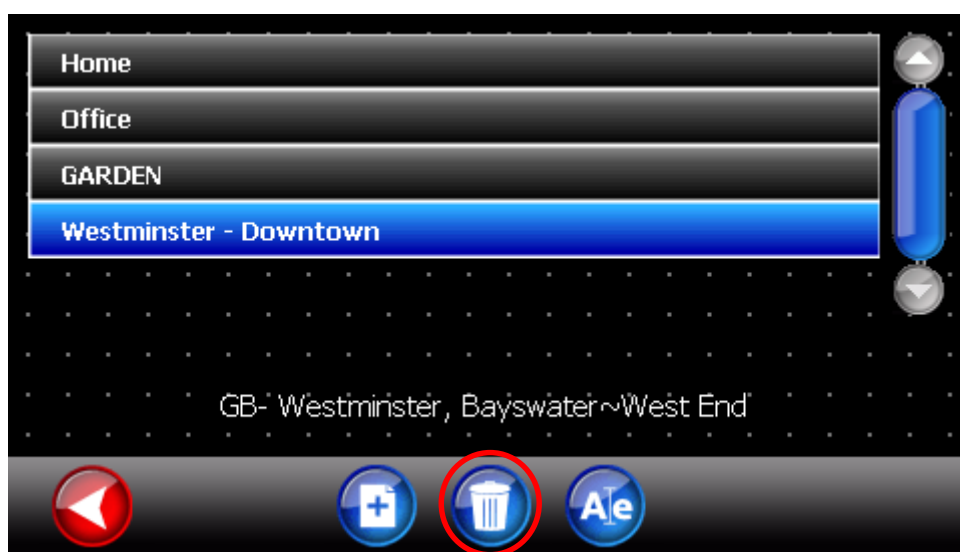 Home
Office
GARDEN
Westminster - Downtown
GB- Westminster, Bayswater~West End
A e